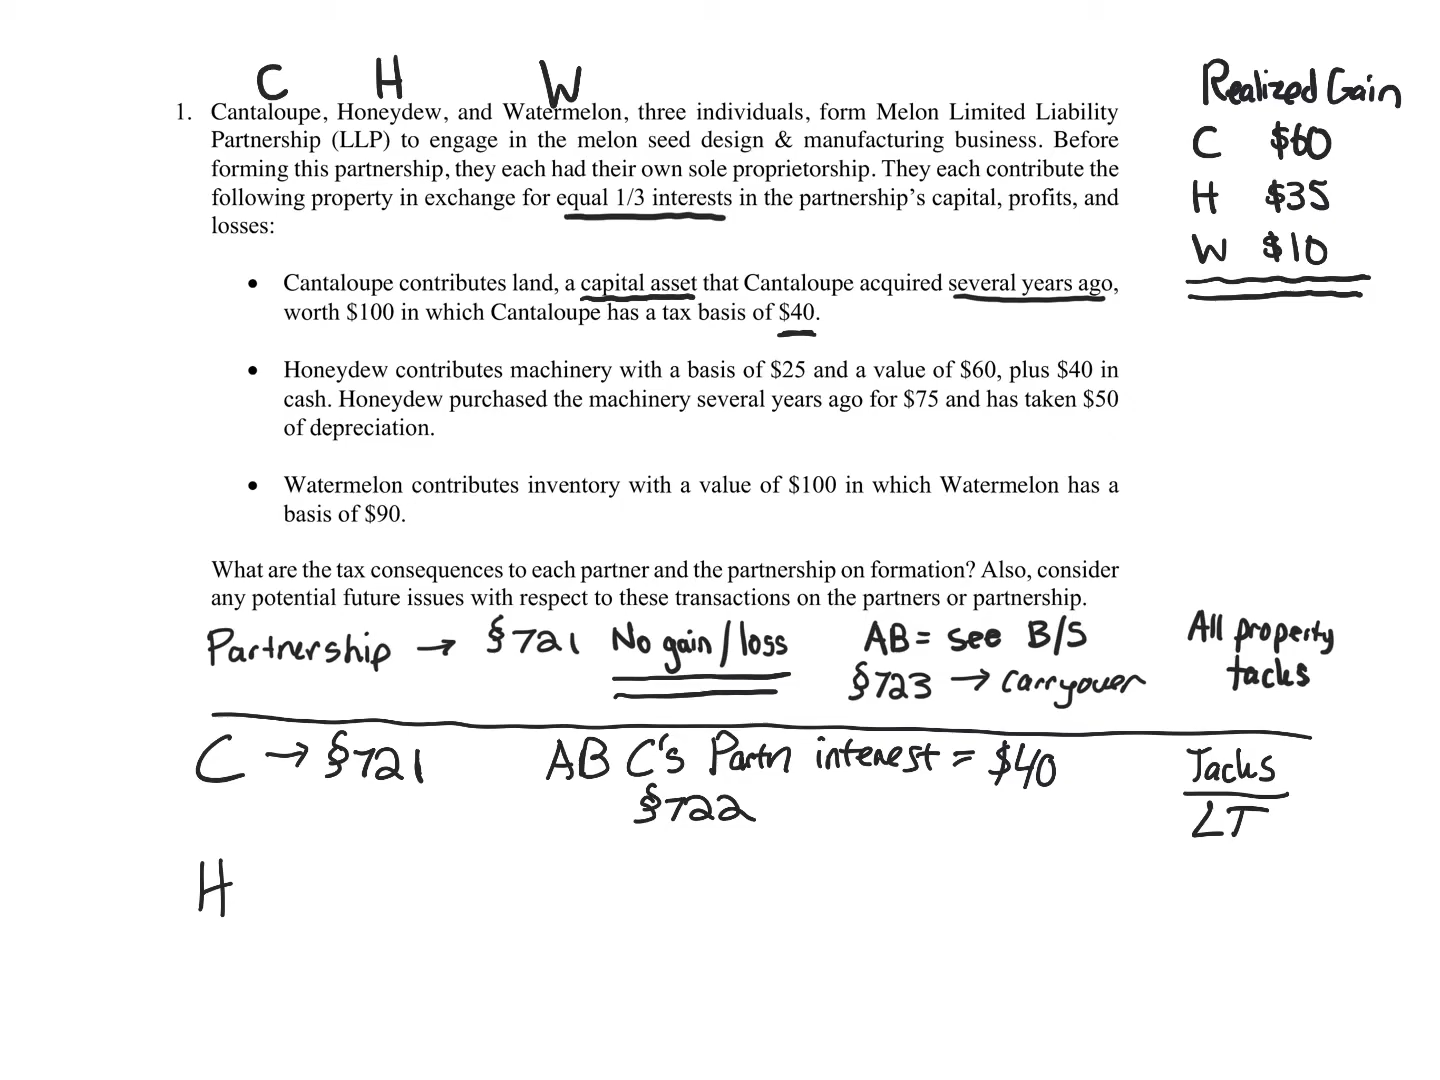 C H W
Realized Gain
C $60
H $35
W $10
1. Cantaloupe, Honeydew, and Watermelon, three individuals, form Melon Limited Liability
Partnership (LLP) to engage in the melon seed design & manufacturing business. Before
forming this partnership, they each had their own sole proprietorship. They each contribute the
following property in exchange for equal 1/3 interests in the partnership's capital, profits, and
losses:
• Cantaloupe contributes land, a capital asset that Cantaloupe acquired several years ago,
worth $100 in which Cantaloupe has a tax basis of $40.
• Honeydew contributes machinery with a basis of $25 and a value of $60, plus $40 in
cash. Honeydew purchased the machinery several years ago for $75 and has taken $50
of depreciation.
• Watermelon contributes inventory with a value of $100 in which Watermelon has a
basis of $90.
What are the tax consequences to each partner and the partnership on formation? Also, consider
any potential future issues with respect to these transactions on the partners or partnership.
Partnership → §721 No gain/loss AB = see B/S
§723 → carryover
All property
tacks
C → §721 AB C's Partn interest = $40
§722
Tacks
LT
H